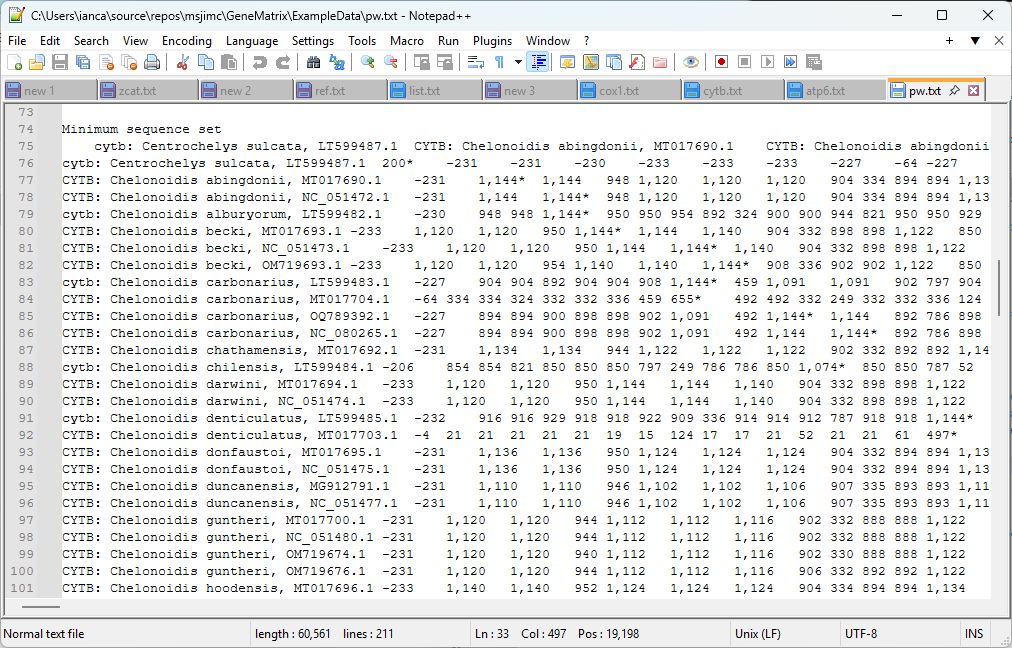 C:\Users\ianca\source\repos\msjimc\GeneMatrix\ExampleData\pw.txt - Notepad++
File Edit Search View Encoding Language Settings Tools Macro Run Plugins Window ? + ▼ ×
new 1 zcat.txt new 2 ref.txt list.txt new 3 cox1.txt cytb.txt atp6.txt pw.txt
73
74 Minimum sequence set
75 cytb: Centrochelys sulcata, LT599487.1 CYTB: Chelonoidis abingdonii, MT017690.1 CYTB: Chelonoidis abingdonii
76 cytb: Centrochelys sulcata, LT599487.1 200* -231 -231 -230 -233 -233 -233 -227 -64 -227
77 CYTB: Chelonoidis abingdonii, MT017690.1 -231 1,144* 1,144 948 1,120 1,120 1,120 904 334 894 894 1,13
78 CYTB: Chelonoidis abingdonii, NC_051472.1 -231 1,144 1,144* 948 1,120 1,120 1,120 904 334 894 894 1,13
79 cytb: Chelonoidis alburyorum, LT599482.1 -230 948 948 1,144* 950 950 954 892 324 900 900 944 821 950 950 929
80 CYTB: Chelonoidis becki, MT017693.1 -233 1,120 1,120 950 1,144* 1,144 1,140 904 332 898 898 1,122 850
81 CYTB: Chelonoidis becki, NC_051473.1 -233 1,120 1,120 950 1,144 1,144* 1,140 904 332 898 898 1,122
82 CYTB: Chelonoidis becki, OM719693.1 -233 1,120 1,120 954 1,140 1,140 1,144* 908 336 902 902 1,122 850
83 cytb: Chelonoidis carbonarius, LT599483.1 -227 904 904 892 904 904 908 1,144* 459 1,091 1,091 902 797 904
84 CYTB: Chelonoidis carbonarius, MT017704.1 -64 334 334 324 332 332 336 459 655* 492 492 332 249 332 332 336 124
85 CYTB: Chelonoidis carbonarius, OQ789392.1 -227 894 894 900 898 898 902 1,091 492 1,144* 1,144 892 786 898
86 CYTB: Chelonoidis carbonarius, NC_080265.1 -227 894 894 900 898 898 902 1,091 492 1,144 1,144* 892 786 898
87 CYTB: Chelonoidis chathamensis, MT017692.1 -231 1,134 1,134 944 1,122 1,122 1,122 902 332 892 892 1,14
88 cytb: Chelonoidis chilensis, LT599484.1 -206 854 854 821 850 850 850 797 249 786 786 850 1,074* 850 850 787 52
89 CYTB: Chelonoidis darwini, MT017694.1 -233 1,120 1,120 950 1,144 1,144 1,140 904 332 898 898 1,122
90 CYTB: Chelonoidis darwini, NC_051474.1 -233 1,120 1,120 950 1,144 1,144 1,140 904 332 898 898 1,122
91 cytb: Chelonoidis denticulatus, LT599485.1 -232 916 916 929 918 918 922 909 336 914 914 912 787 918 918 1,144*
92 CYTB: Chelonoidis denticulatus, MT017703.1 -4 21 21 21 21 21 19 15 124 17 17 21 52 21 21 61 497*
93 CYTB: Chelonoidis donfaustoi, MT017695.1 -231 1,136 1,136 950 1,124 1,124 1,124 904 332 894 894 1,13
94 CYTB: Chelonoidis donfaustoi, NC_051475.1 -231 1,136 1,136 950 1,124 1,124 1,124 904 332 894 894 1,13
95 CYTB: Chelonoidis duncanensis, MG912791.1 -231 1,110 1,110 946 1,102 1,102 1,106 907 335 893 893 1,11
96 CYTB: Chelonoidis duncanensis, NC_051477.1 -231 1,110 1,110 946 1,102 1,102 1,106 907 335 893 893 1,11
97 CYTB: Chelonoidis guntheri, MT017700.1 -231 1,120 1,120 944 1,112 1,112 1,116 902 332 888 888 1,122
98 CYTB: Chelonoidis guntheri, NC_051480.1 -231 1,120 1,120 944 1,112 1,112 1,116 902 332 888 888 1,122
99 CYTB: Chelonoidis guntheri, OM719674.1 -231 1,120 1,120 940 1,112 1,112 1,116 902 330 888 888 1,122
100 CYTB: Chelonoidis guntheri, OM719676.1 -231 1,120 1,120 944 1,112 1,112 1,116 906 332 892 892 1,122
101 CYTB: Chelonoidis hoodensis, MT017696.1 -233 1,140 1,140 952 1,124 1,124 1,124 904 334 894 894 1,134
Normal text file length : 60,561 lines : 211 Ln : 33 Col : 497 Pos : 19,198 Unix (LF) UTF-8 INS